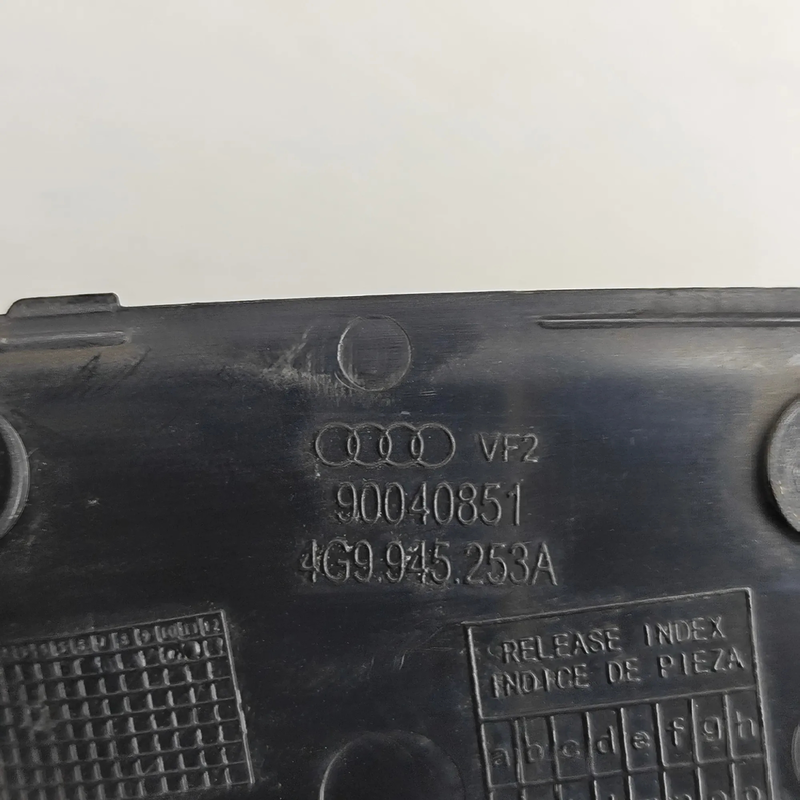 VF2
90040851
4G9.945.253A
RELEASE INDEX
INDICE DE PIEZA
a b c d e f g h